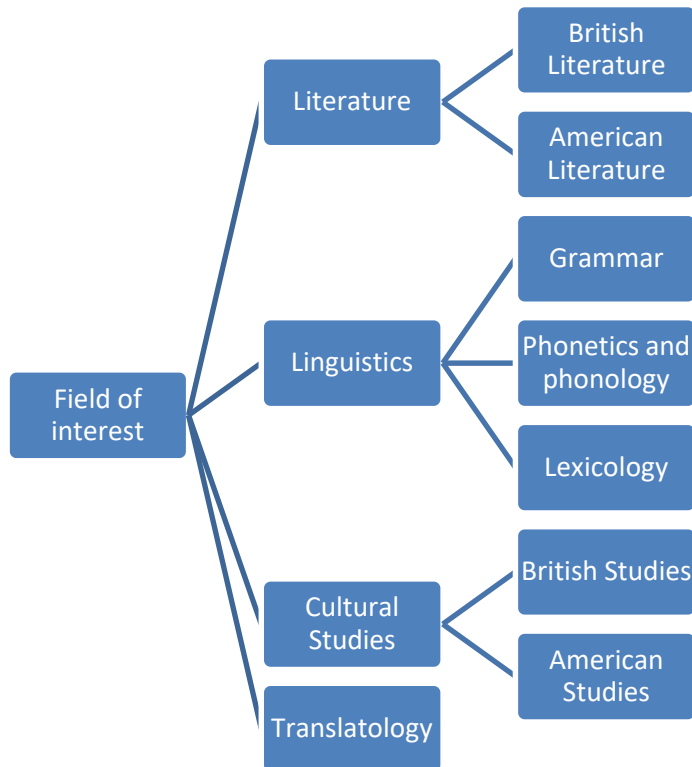 Field of
interest
Literature
British
Literature
American
Literature
Linguistics
Grammar
Phonetics and
phonology
Lexicology
Cultural
Studies
British Studies
American
Studies
Translatology